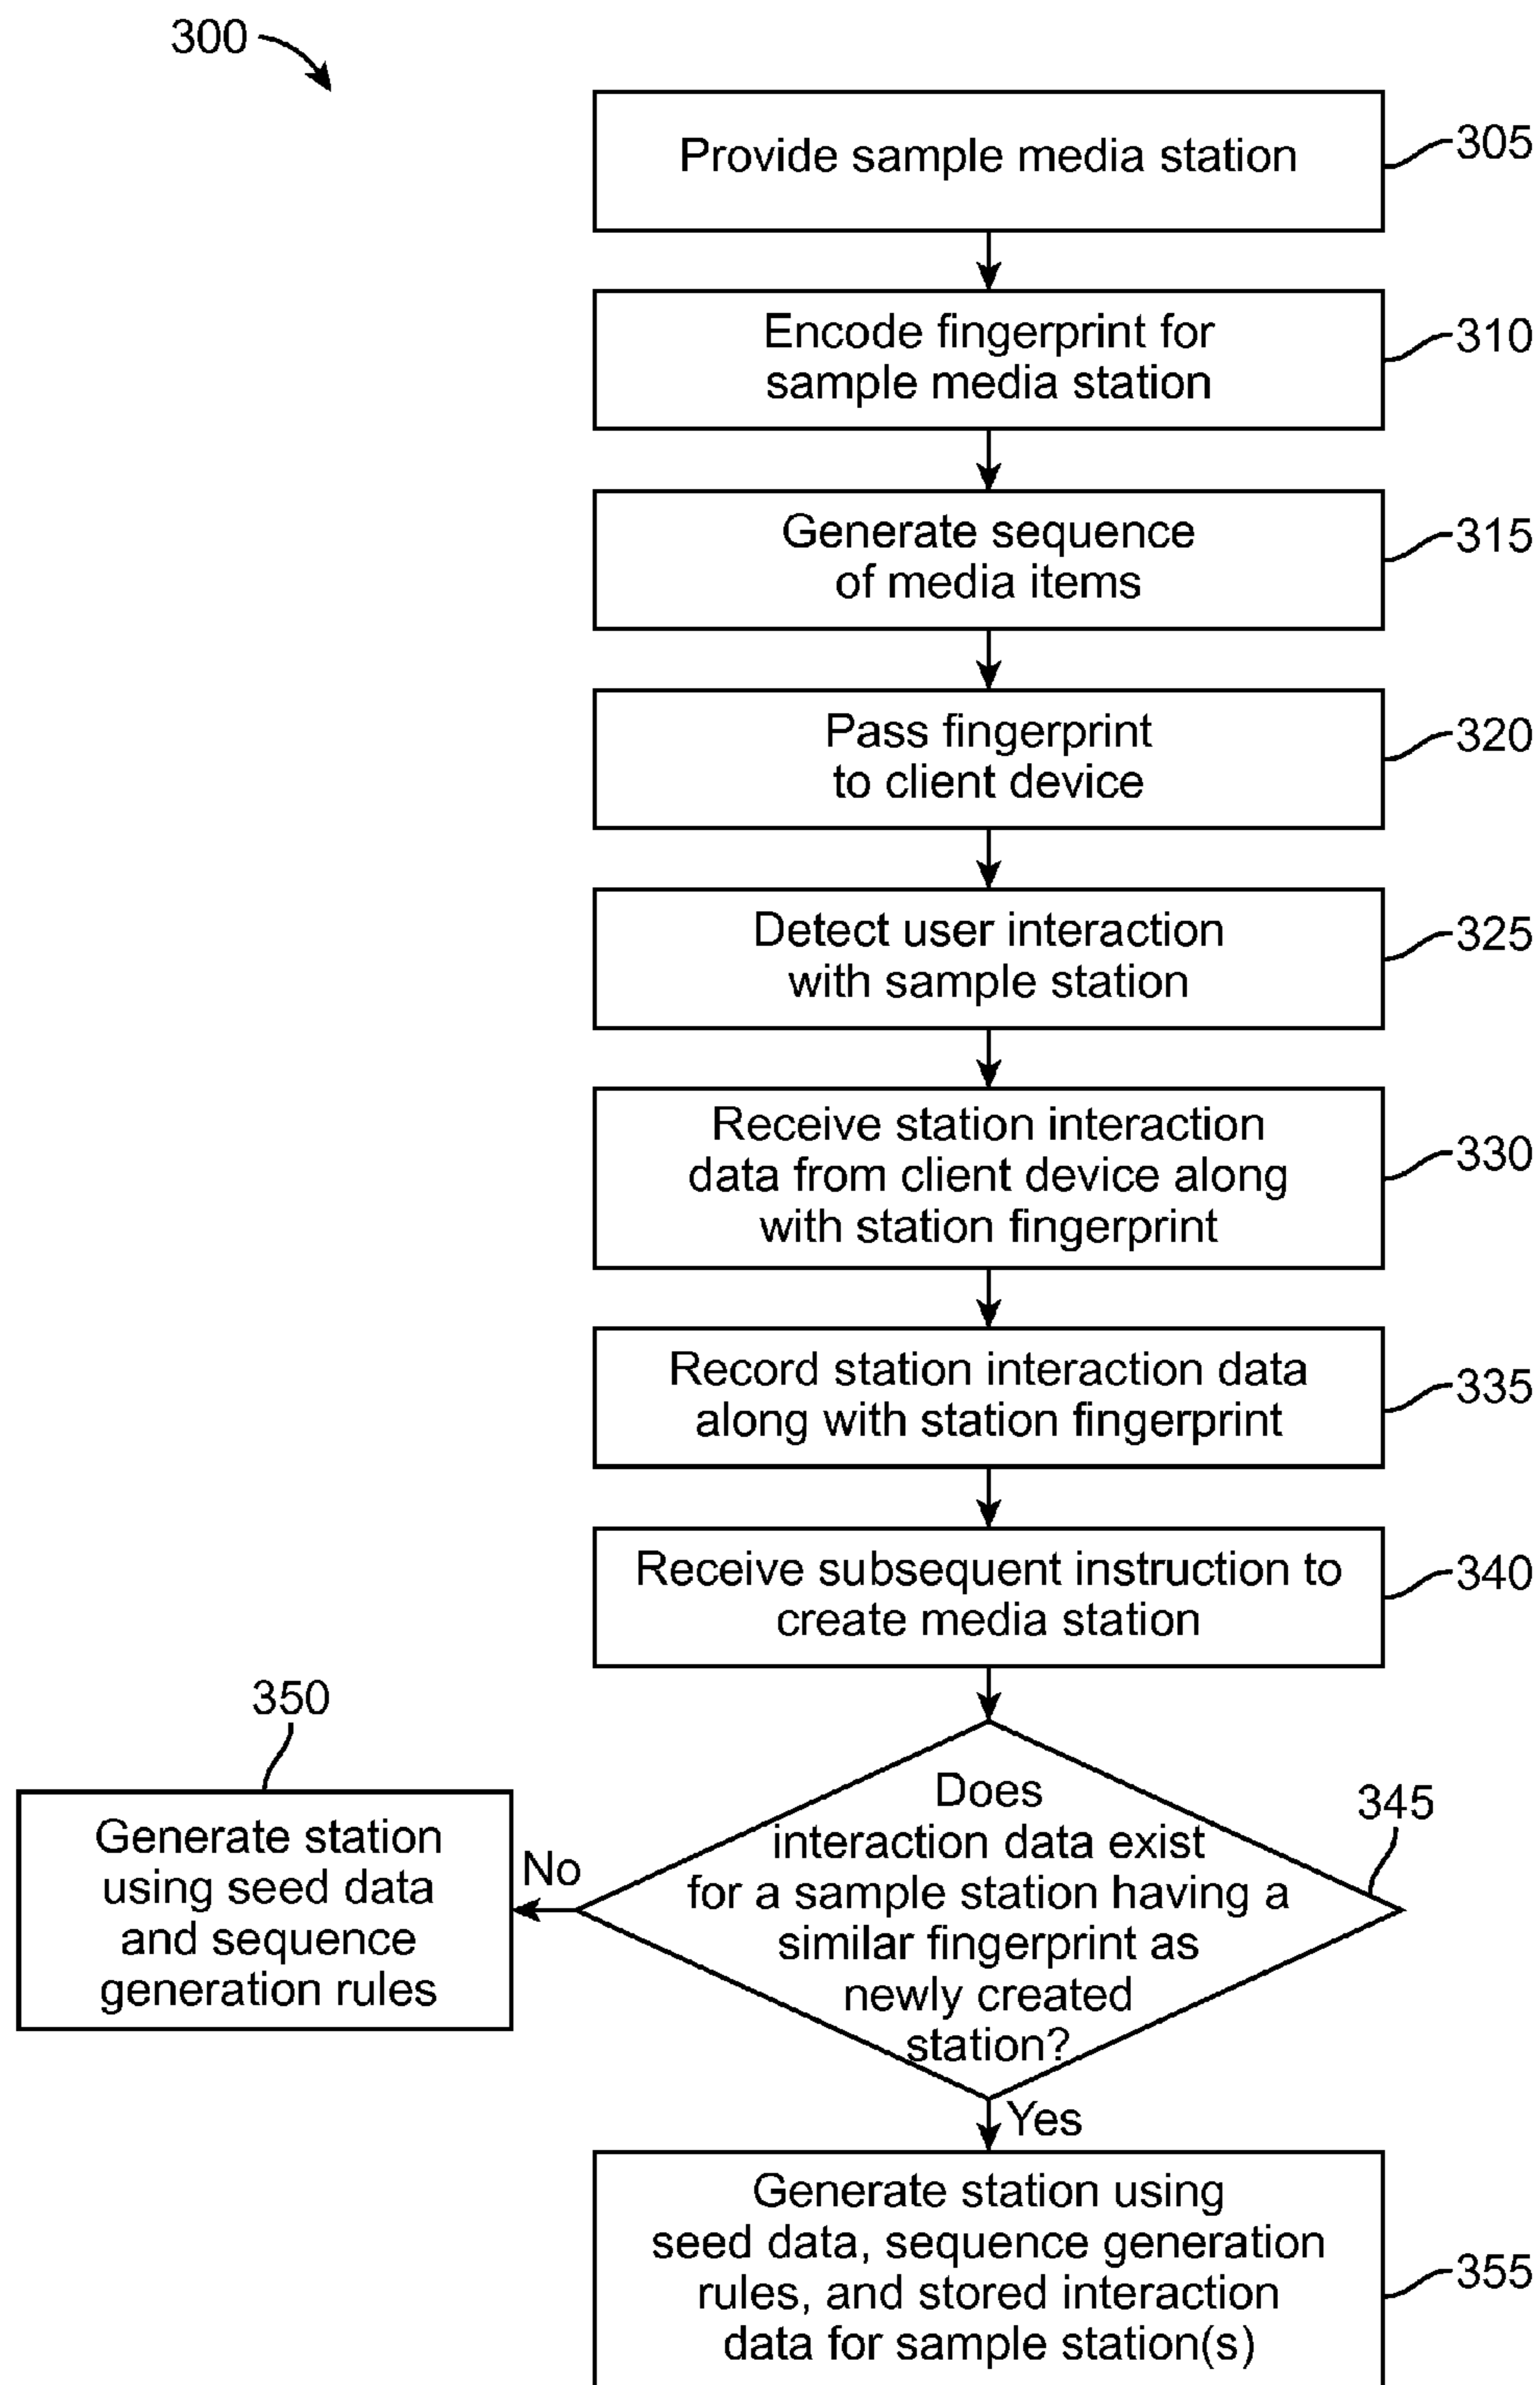 300
Provide sample media station
305
Encode fingerprint for
sample media station
310
Generate sequence
of media items
315
Pass fingerprint
to client device
320
Detect user interaction
with sample station
325
Receive station interaction
data from client device along
with station fingerprint
330
Record station interaction data
along with station fingerprint
335
Receive subsequent instruction to
create media station
340
350
Generate station
using seed data
and sequence
generation rules
No
Does
interaction data exist
for a sample station having a
similar fingerprint as
newly created
station?
345
Yes
Generate station using
seed data, sequence generation
rules, and stored interaction
data for sample station(s)
355